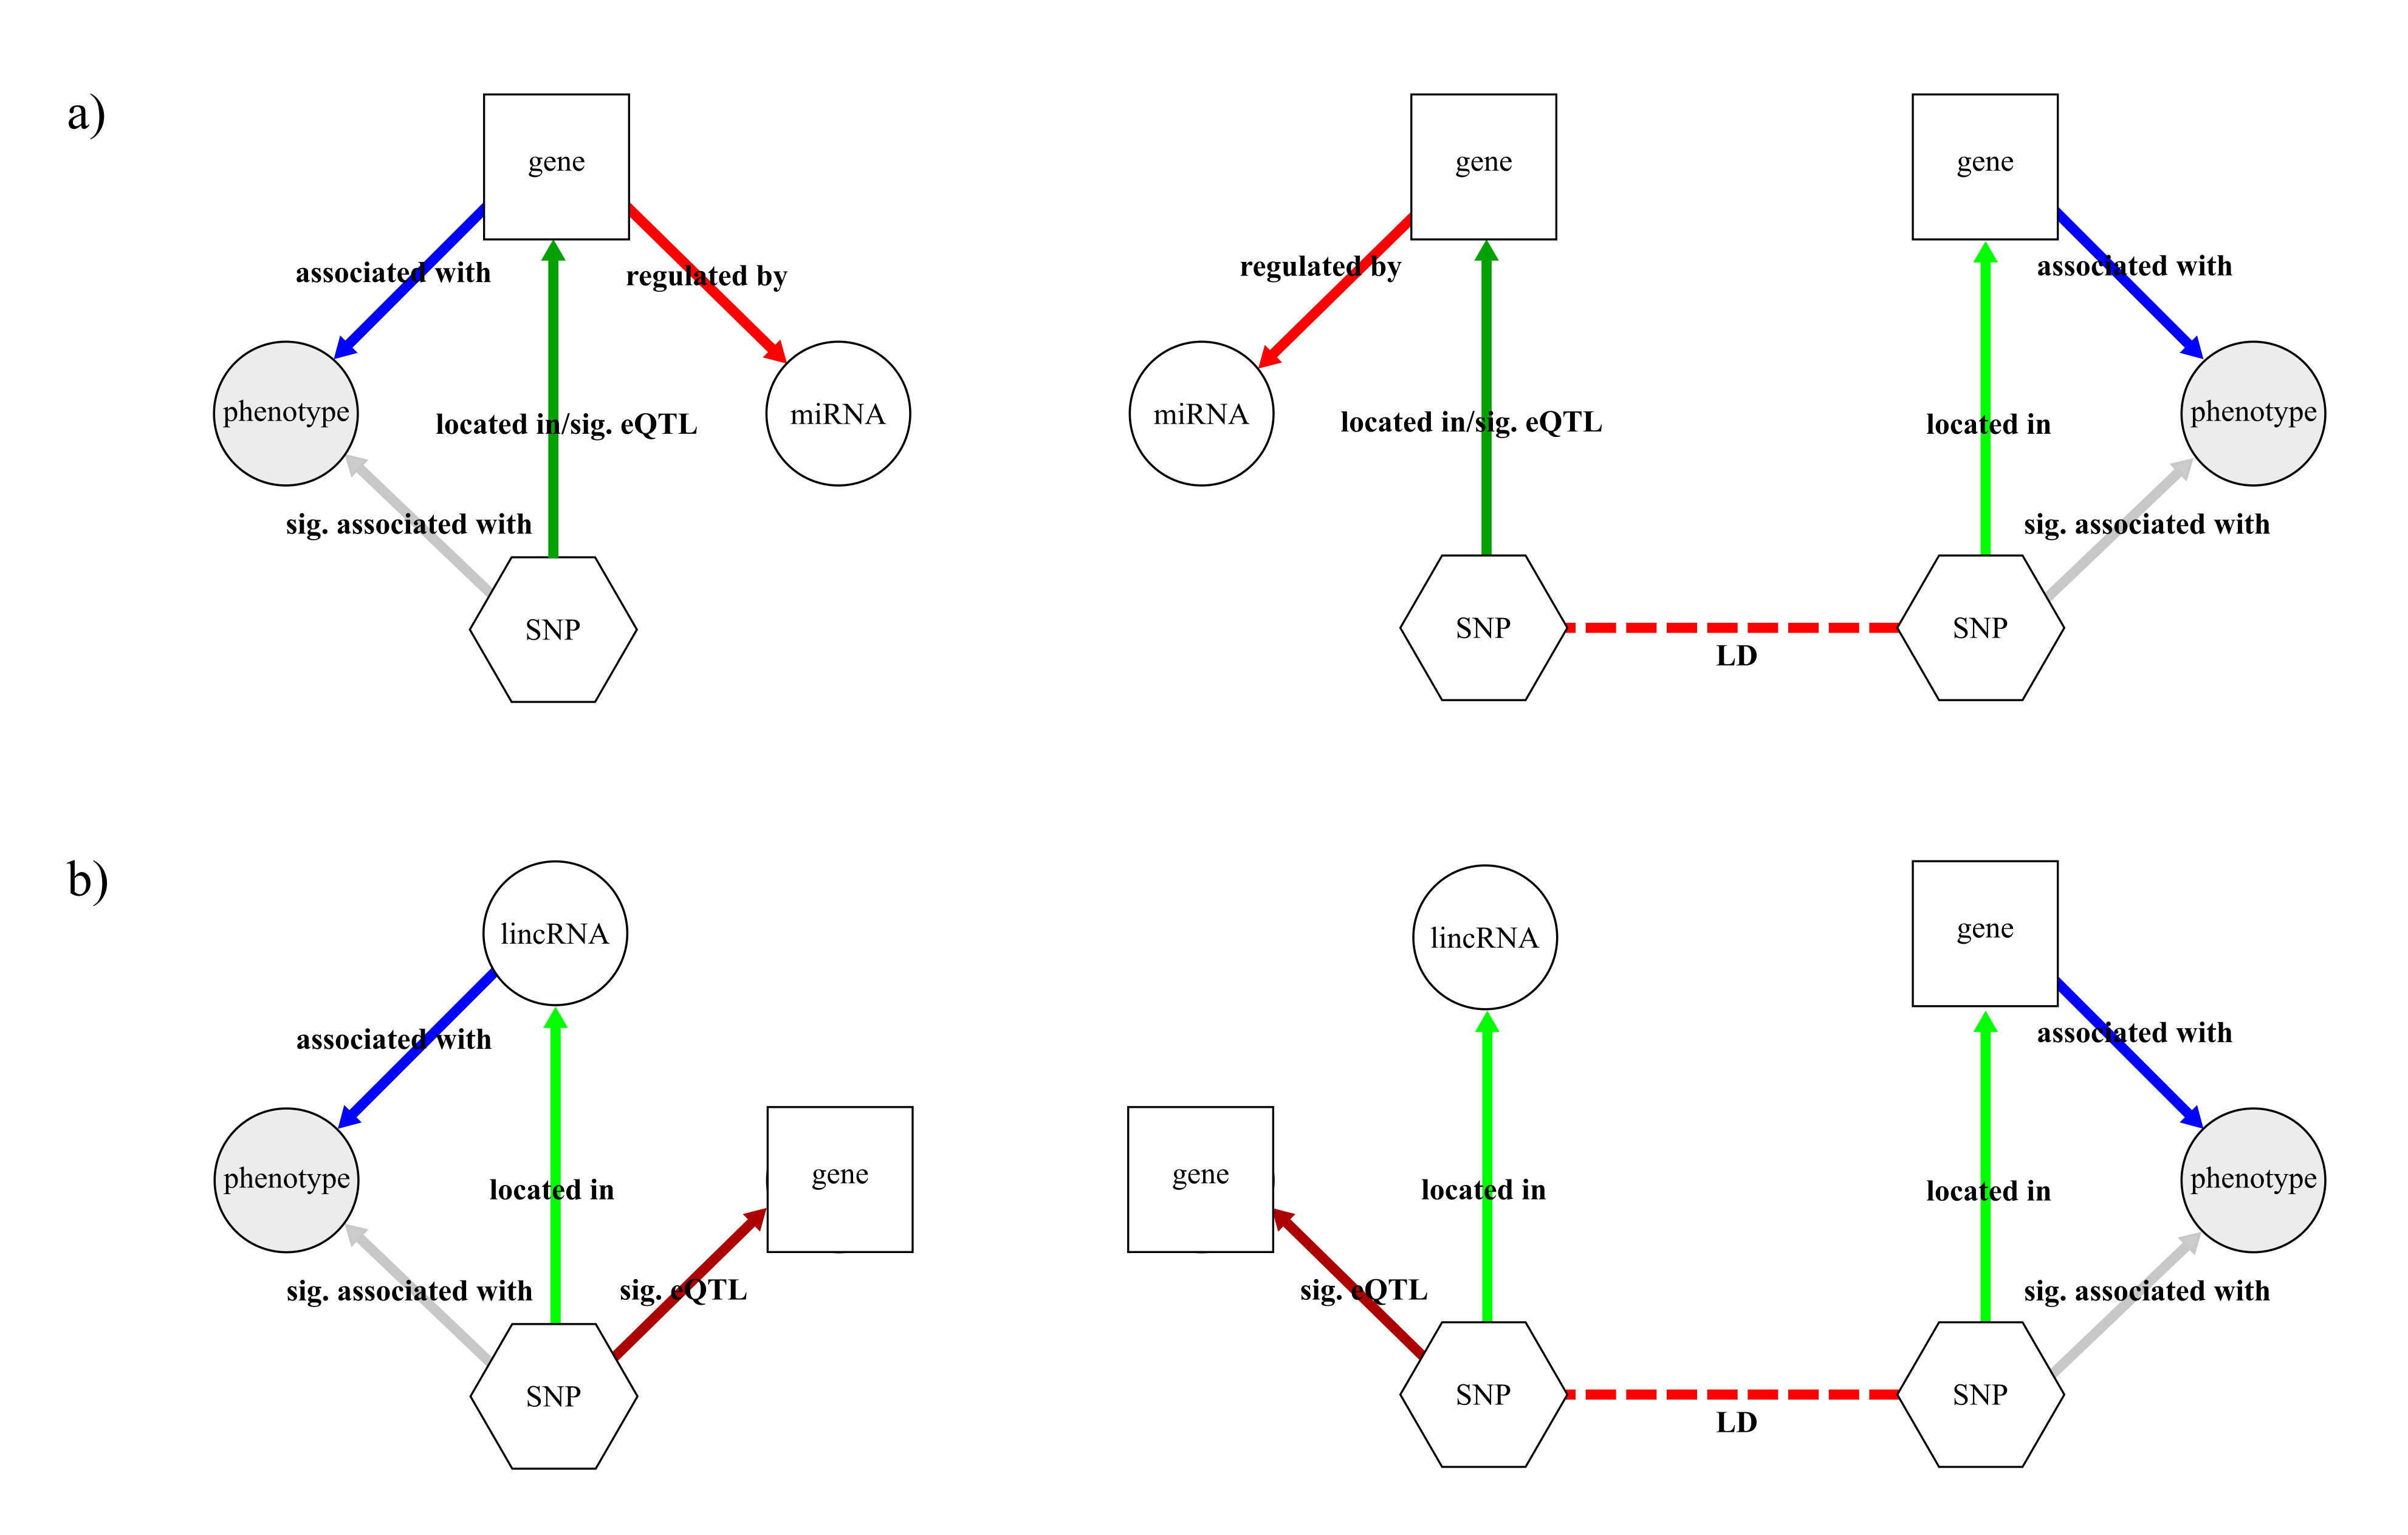 a)
gene
associated with
regulated by
phenotype
located in/sig. eQTL
miRNA
sig. associated with
SNP
gene
gene
regulated by
associated with
miRNA
located in/sig. eQTL
located in
phenotype
sig. associated with
SNP
SNP
LD
b)
lincRNA
associated with
phenotype
located in
gene
sig. associated with
sig. eQTL
SNP
lincRNA
gene
associated with
gene
located in
located in
phenotype
sig. eQTL
sig. associated with
SNP
SNP
LD